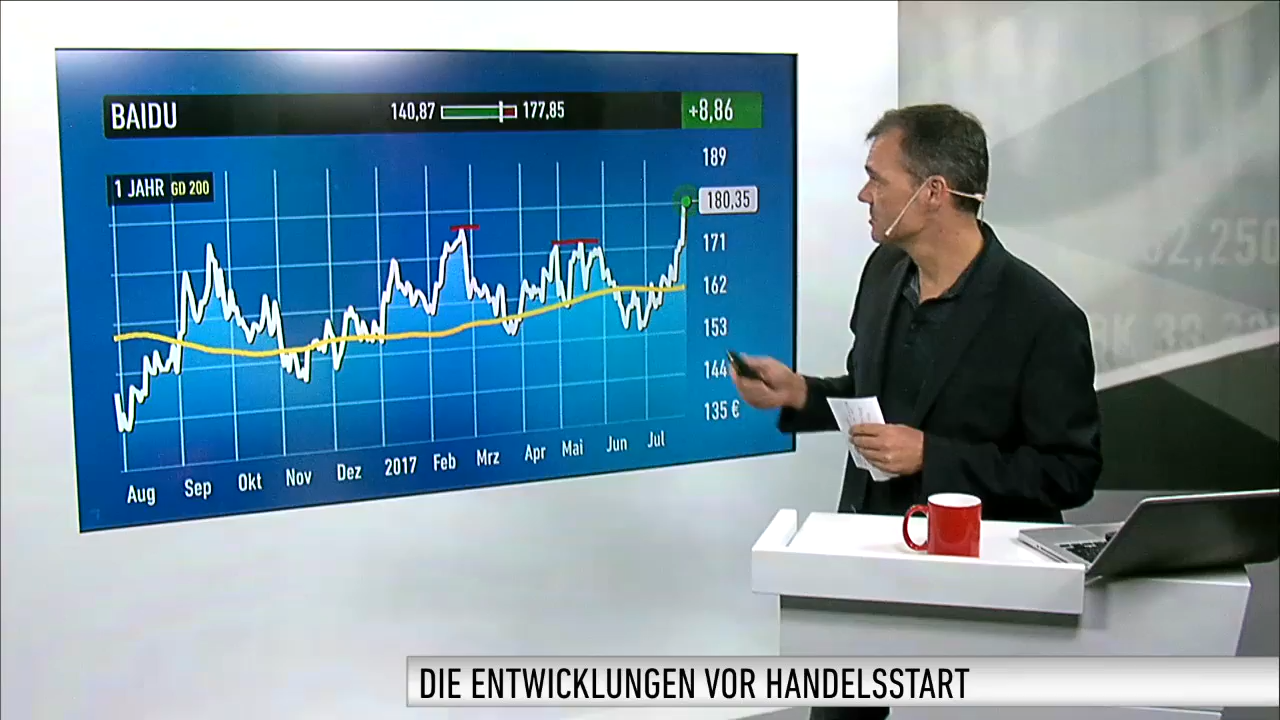 BAIDU 140,87 177,85 +8,86
1 JAHR GD 200
189
180,35
171
162
153
144
135 €
Aug Sep Okt Nov Dez 2017 Feb Mrz Apr Mai Jun Jul
DIE ENTWICKLUNGEN VOR HANDELSSTART